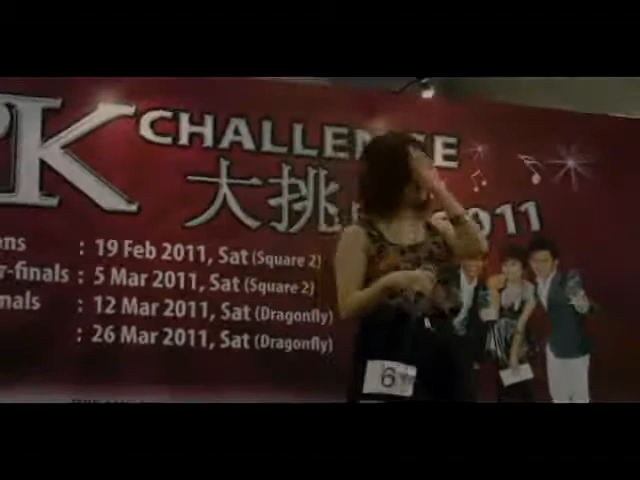 K CHALLENGE
大挑 2011
ons : 19 Feb 2011, Sat (Square 2)
r-finals : 5 Mar 2011, Sat (Square 2)
nals : 12 Mar 2011, Sat (Dragonfly)
: 26 Mar 2011, Sat (Dragonfly)
6